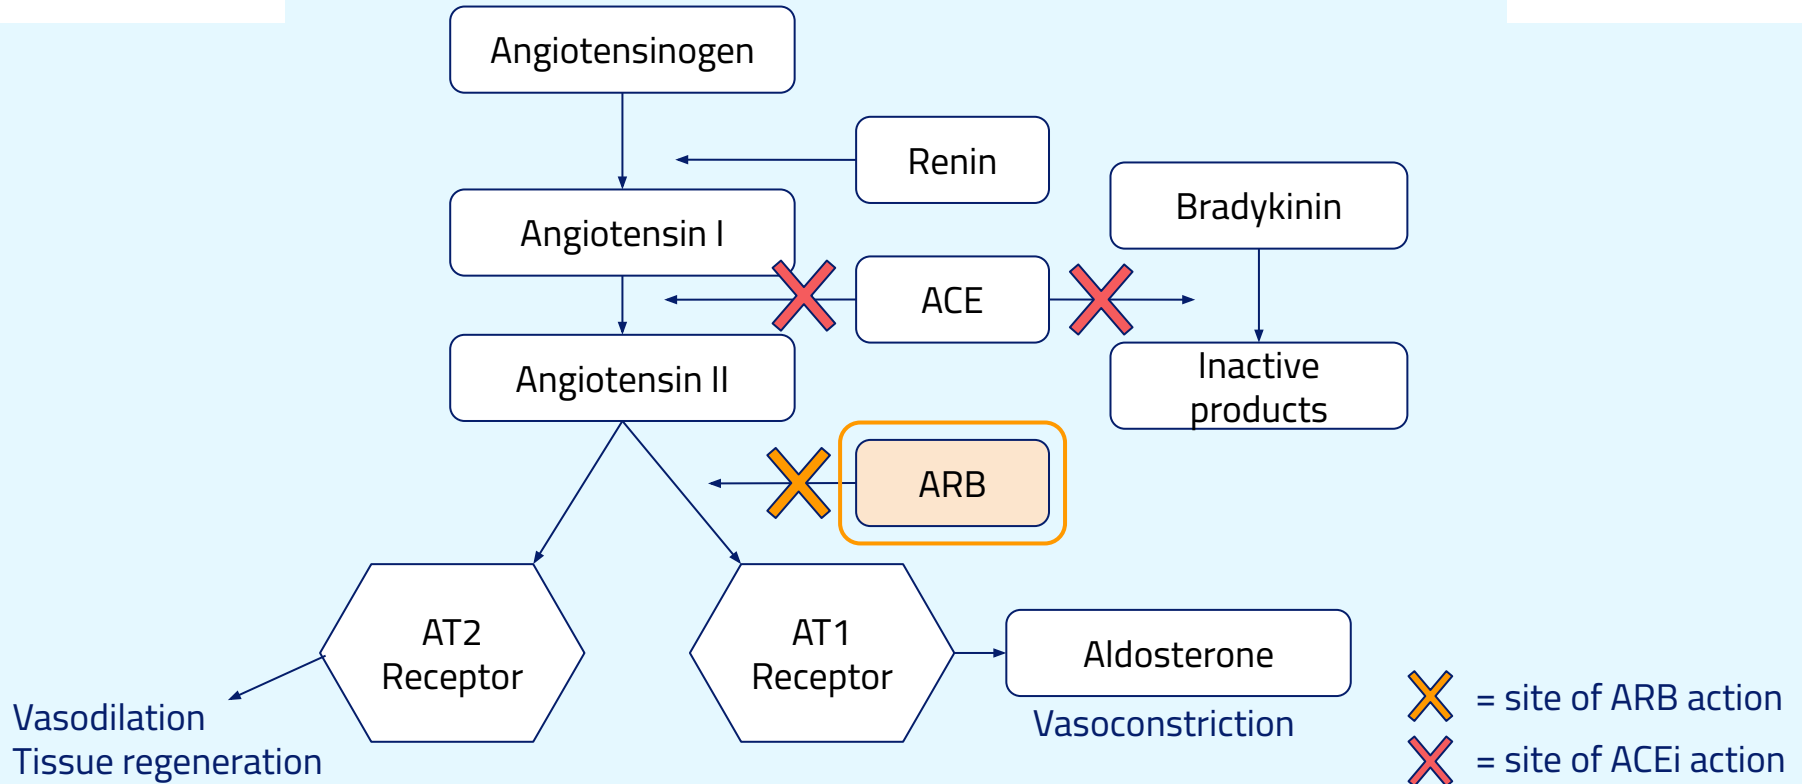 Angiotensinogen
Renin
Bradykinin
Angiotensin I
ACE
Angiotensin II
Inactive
products
ARB
AT2
Receptor
AT1
Receptor
Aldosterone
Vasodilation
Tissue regeneration
Vasoconstriction
= site of ARB action
= site of ACEi action